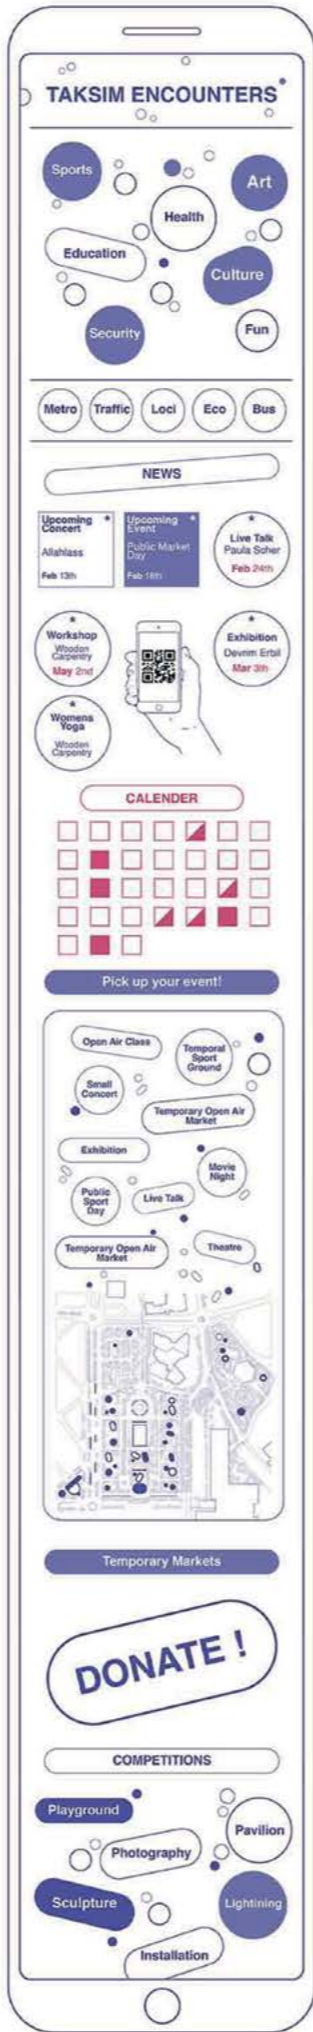 TAKSIM ENCOUNTERS
Sports
Art
Health
Education
Culture
Security
Fun
Metro
Traffic
Loci
Eco
Bus
NEWS
Upcoming
Concert
Allahlass
Feb 13th
Upcoming
Event
Public Market
Day
Feb 16th
Live Talk
Paula Scher
Feb 24th
Workshop
Wooden
Carpentry
May 2nd
Exhibition
Devrim Erbil
Mar 3th
Womens
Yoga
Wooden
Carpentry
CALENDER
Pick up your event!
Open Air Class
Temporal
Sport
Ground
Small
Concert
Temporary Open Air
Market
Exhibition
Movie
Night
Public
Sport
Day
Live Talk
Temporary Open Air
Market
Theatre
Temporary Markets
DONATE !
COMPETITIONS
Playground
Pavilion
Photography
Sculpture
Lightining
Installation